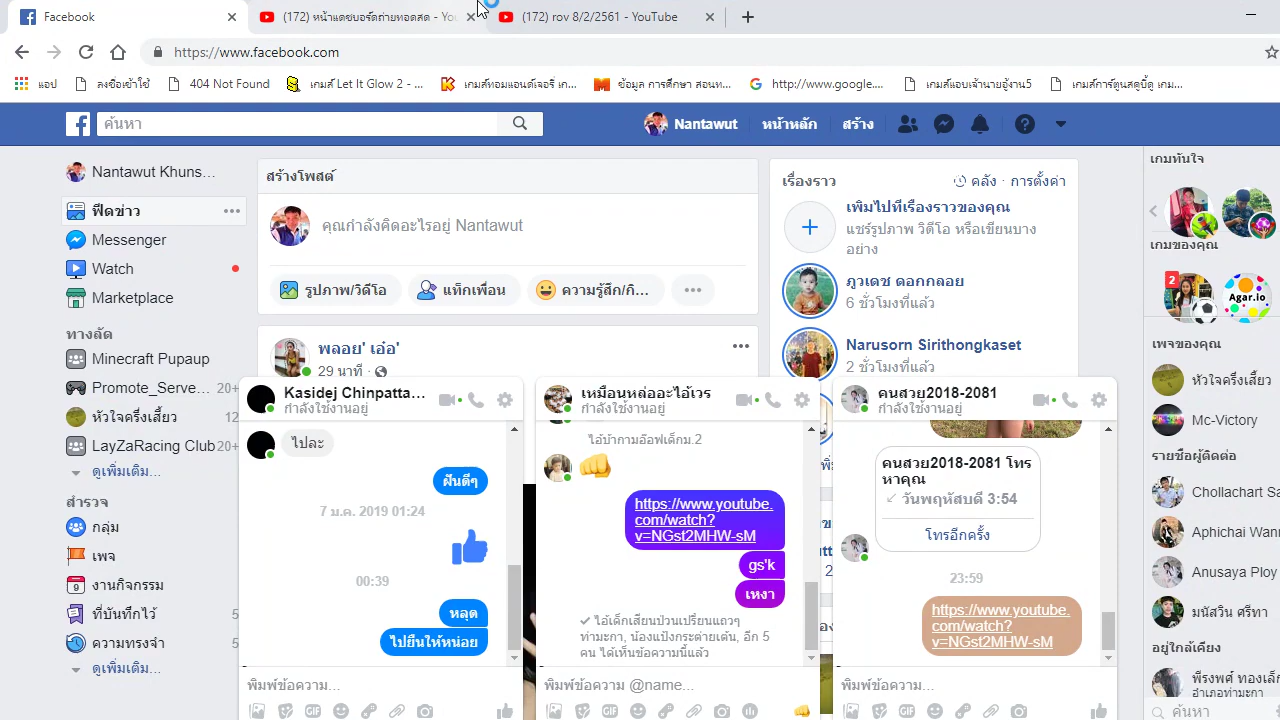 Facebook
(172) หน้าแดชบอร์ดถ่ายทอดสด - You
(172) rov 8/2/2561 - YouTube
https://www.facebook.com
แอป
ลงชื่อเข้าใช้
404 Not Found
เกมส์ Let It Glow 2 - ...
เกมส์ทอมแอนด์เจอรี่ เก...
ข้อมูล การศึกษา สอนท...
http://www.google....
เกมส์แอบเจ้านายอู้งาน5
เกมส์การ์ตูนสคูบี้ดู เกม...
ค้นหา
Nantawut
หน้าหลัก
สร้าง
Nantawut Khuns...
ฟีดข่าว
Messenger
Watch
Marketplace
ทางลัด
Minecraft Pupaup
Promote_Serve... 20+
หัวใจครึ่งเสี้ยว 12
LayZaRacing Club 20+
ดูเพิ่มเติม...
สำรวจ
กลุ่ม
เพจ
งานกิจกรรม
ที่บันทึกไว้ 5
ความทรงจำ 5
ดูเพิ่มเติม...
สร้างโพสต์
คุณกำลังคิดอะไรอยู่ Nantawut
รูปภาพ/วิดีโอ
แท็กเพื่อน
ความรู้สึก/กิ...
พลอย' เอ๋อ'
29 นาที ·
เรื่องราว
คลัง · การตั้งค่า
เพิ่มไปที่เรื่องราวของคุณ
แชร์รูปภาพ วิดีโอ หรือเขียนบาง
อย่าง
ภูวเดช ดอกกลอย
6 ชั่วโมงที่แล้ว
Narusorn Sirithongkaset
2 ชั่วโมงที่แล้ว
เกมทันใจ
เกมของคุณ
2
Agar.io
เพจของคุณ
หัวใจครึ่งเสี้ยว
Mc-Victory
รายชื่อผู้ติดต่อ
Chollachart Sa
Aphichai Wann
Anusaya Ploy
มนัสวิน ศรีทา
อยู่ใกล้เคียง
พีรงศ์ ทองเล็ก
อำเภอท่ามะกา
ค้นหา
Kasidej Chinpatta...
กำลังใช้งานอยู่
ไปละ
ฝันดีๆ
7 ม.ค. 2019 01:24
00:39
หลุด
ไปยืนให้หน่อย
พิมพ์ข้อความ...
เหมือนหล่ออะไอ้เวร
กำลังใช้งานอยู่
ไอ้บ้ากามอ๊อฟเด็กม.2
https://www.youtube.
com/watch?
v=NGst2MHW-sM
gs'k
เหงา
ไอ้เด็กเสียนป่วนเปรี้ยนแถวๆ
ท่ามะกา, น้องแป้งกระต่ายเต้น, อีก 5
คน ได้เห็นข้อความนี้แล้ว
พิมพ์ข้อความ @name...
คนสวย2018-2081
กำลังใช้งานอยู่
คนสวย2018-2081 โทร
หาคุณ
วันพฤหัสบดี 3:54
โทรอีกครั้ง
23:59
https://www.youtube.
com/watch?
v=NGst2MHW-sM
พิมพ์ข้อความ...